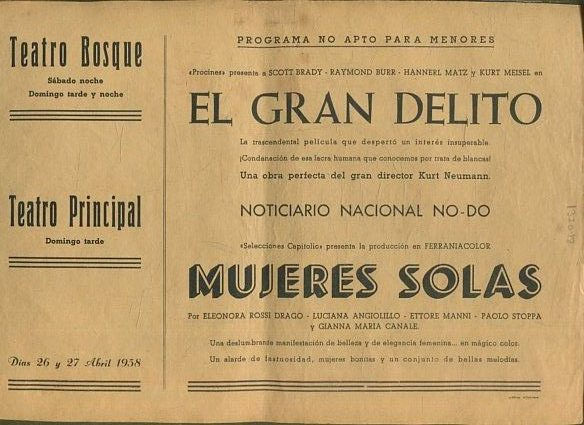 Teatro Bosque
Sábado noche
Domingo tarde y noche
Teatro Principal
Domingo tarde
Días 26 y 27 Abril 1958
PROGRAMA NO APTO PARA MENORES
«Procines» presenta a SCOTT BRADY - RAYMOND BURR - HANNERL MATZ y KURT MEISEL en
EL GRAN DELITO
La trascendental película que despertó un interés insuperable.
¡Condenación de esa lacra humana que conocemos por trata de blancas!
Una obra perfecta del gran director Kurt Neumann.
NOTICIARIO NACIONAL NO-DO
«Selecciones Capitolio» presenta la producción en FERRANIACOLOR
MUJERES SOLAS
Por ELEONORA ROSSI DRAGO - LUCIANA ANGIOLILLO - ETTORE MANNI - PAOLO STOPPA
y GIANNA MARIA CANALE.
Una deslumbrante manifestación de belleza y de elegancia femenina... en mágico color.
Un alarde de fastuosidad, mujeres bonitas y un conjunto de bellas melodías.